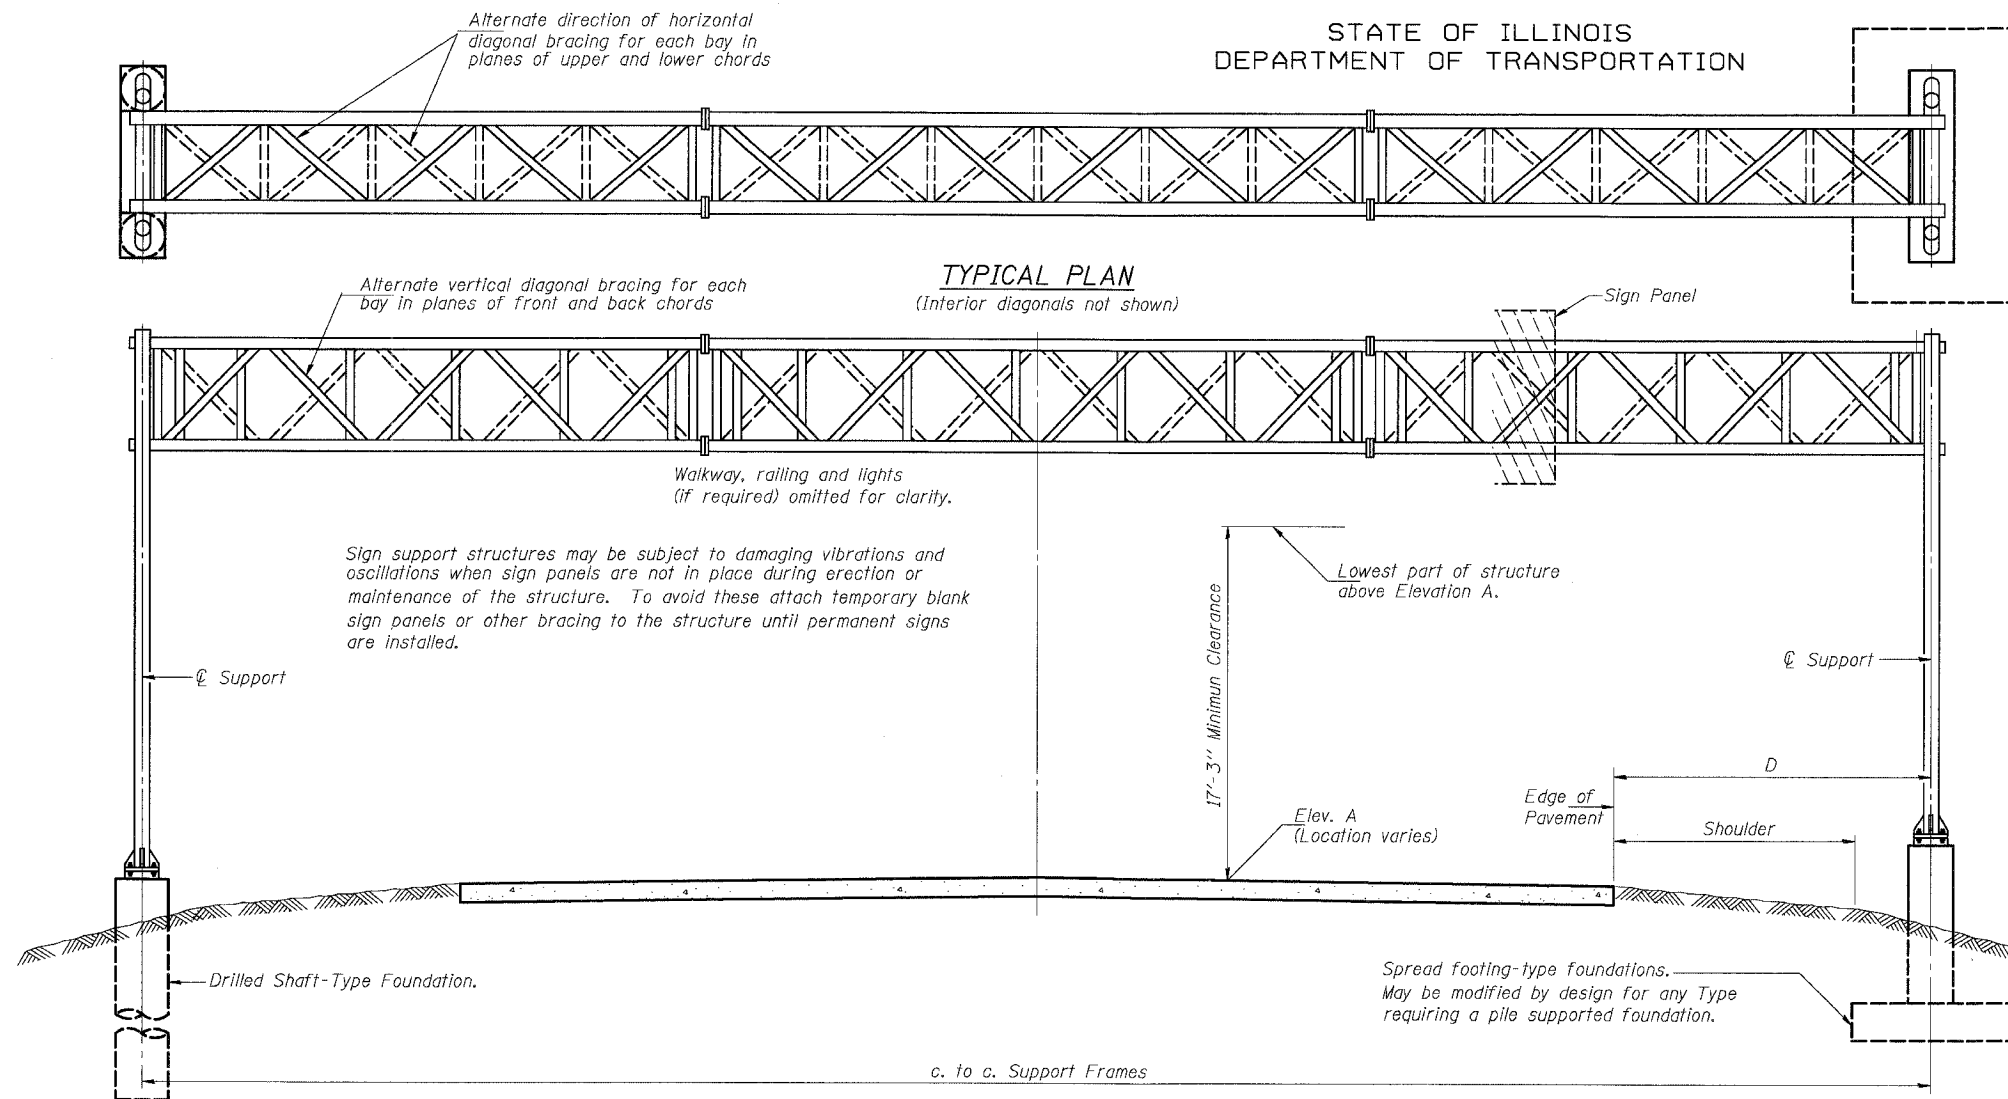 Alternate direction of horizontal
diagonal bracing for each bay in
planes of upper and lower chords
STATE OF ILLINOIS
DEPARTMENT OF TRANSPORTATION
TYPICAL PLAN
(Interior diagonals not shown)
Alternate vertical diagonal bracing for each
bay in planes of front and back chords
Sign Panel
Walkway, railing and lights
(if required) omitted for clarity.
Sign support structures may be subject to damaging vibrations and
oscillations when sign panels are not in place during erection or
maintenance of the structure. To avoid these attach temporary blank
sign panels or other bracing to the structure until permanent signs
are installed.
Lowest part of structure
above Elevation A.
17'-3" Minimun Clearance
℄ Support
℄ Support
D
Edge of
Pavement
Shoulder
Elev. A
(Location varies)
Drilled Shaft-Type Foundation.
Spread footing-type foundations.
May be modified by design for any Type
requiring a pile supported foundation.
c. to c. Support Frames